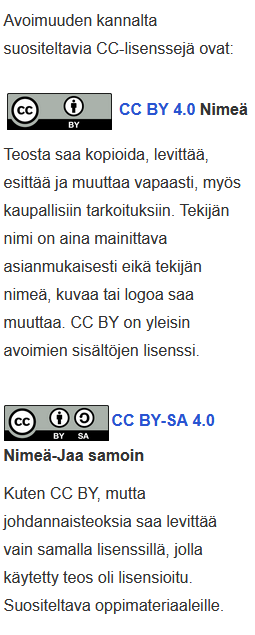 Avoimuuden kannalta
suositeltavia CC-lisenssejä ovat:
cc BY CC BY 4.0 Nimeä
Teosta saa kopioida, levittää,
esittää ja muuttaa vapaasti, myös
kaupallisiin tarkoituksiin. Tekijän
nimi on aina mainittava
asianmukaisesti eikä tekijän
nimeä, kuvaa tai logoa saa
muuttaa. CC BY on yleisin
avoimien sisältöjen lisenssi.
cc BY SA CC BY-SA 4.0
Nimeä-Jaa samoin
Kuten CC BY, mutta
johdannaisteoksia saa levittää
vain samalla lisenssillä, jolla
käytetty teos oli lisensioitu.
Suositeltava oppimateriaaleille.